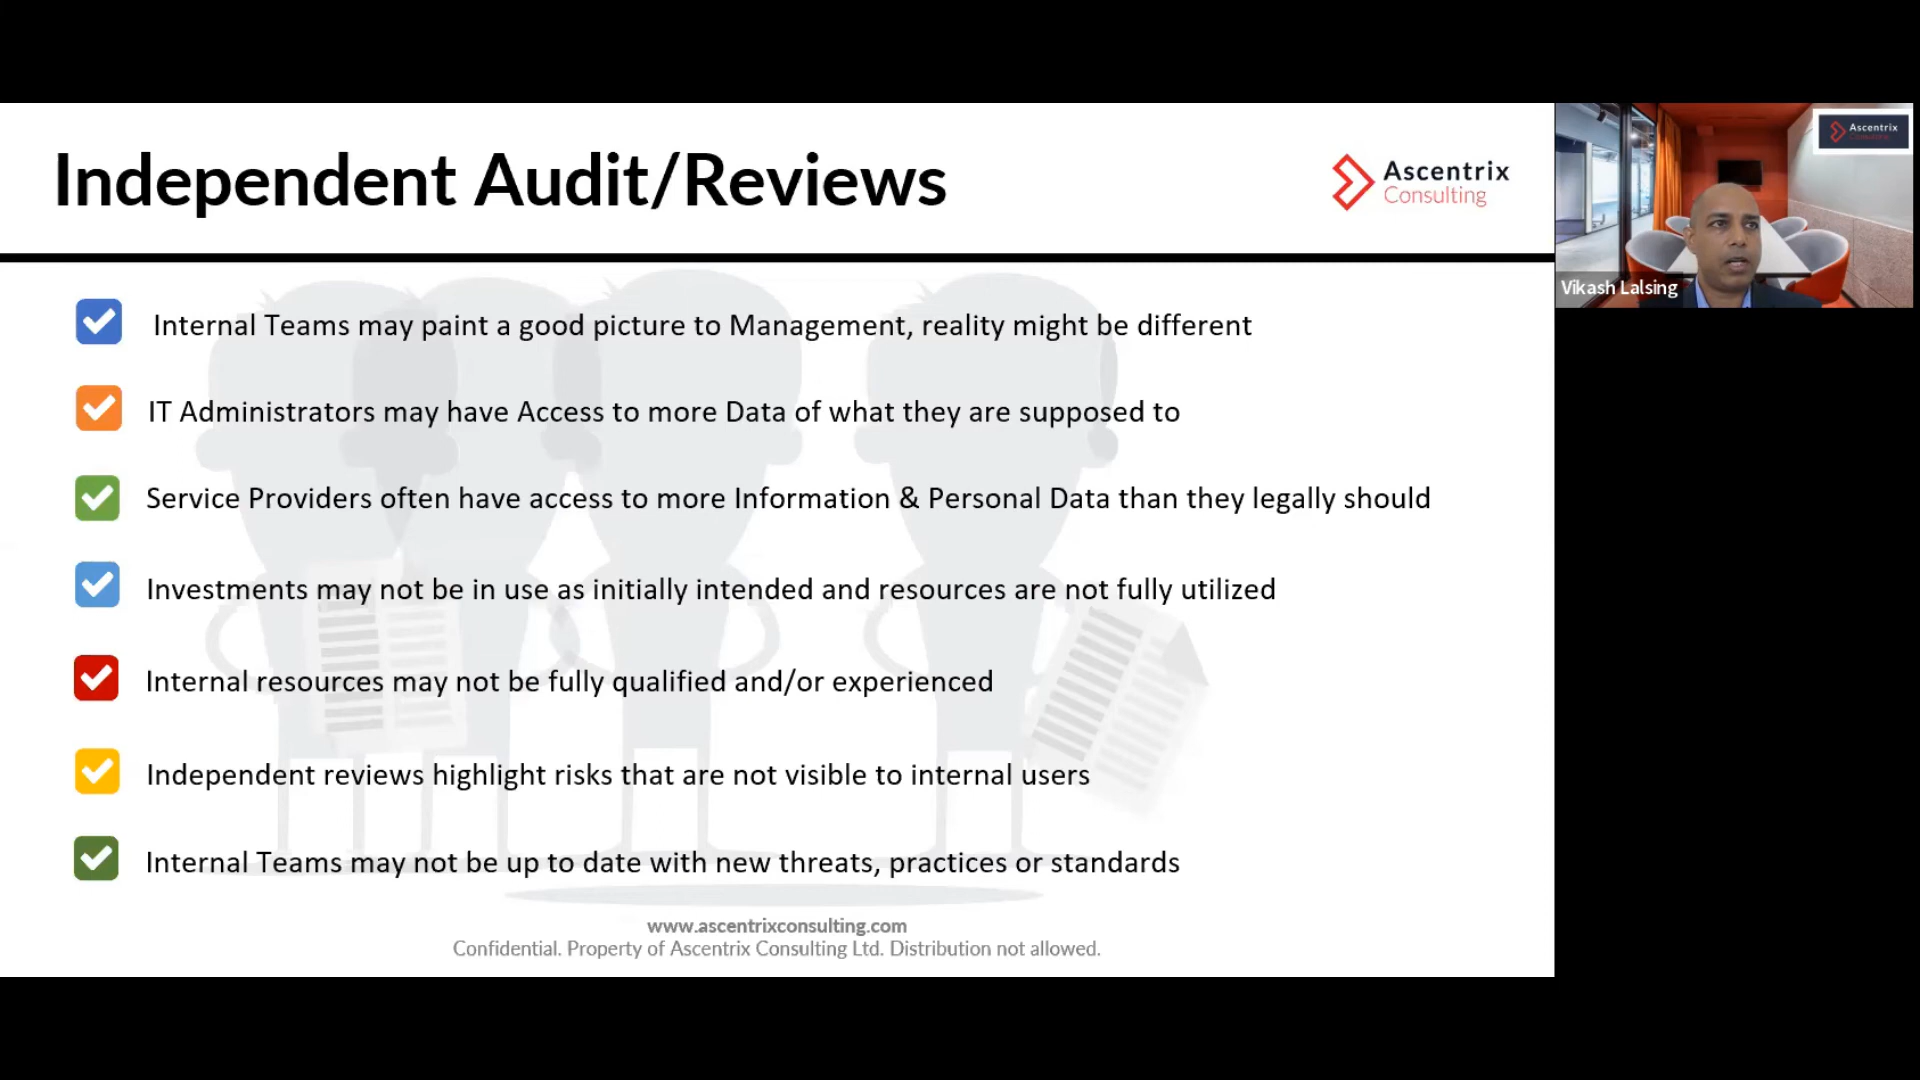 Independent Audit/Reviews
Ascentrix
Consulting
Ascentrix
Consulting
Vikash Lalsing
Internal Teams may paint a good picture to Management, reality might be different
IT Administrators may have Access to more Data of what they are supposed to
Service Providers often have access to more Information & Personal Data than they legally should
Investments may not be in use as initially intended and resources are not fully utilized
Internal resources may not be fully qualified and/or experienced
Independent reviews highlight risks that are not visible to internal users
Internal Teams may not be up to date with new threats, practices or standards
www.ascentrixconsulting.com
Confidential. Property of Ascentrix Consulting Ltd. Distribution not allowed.